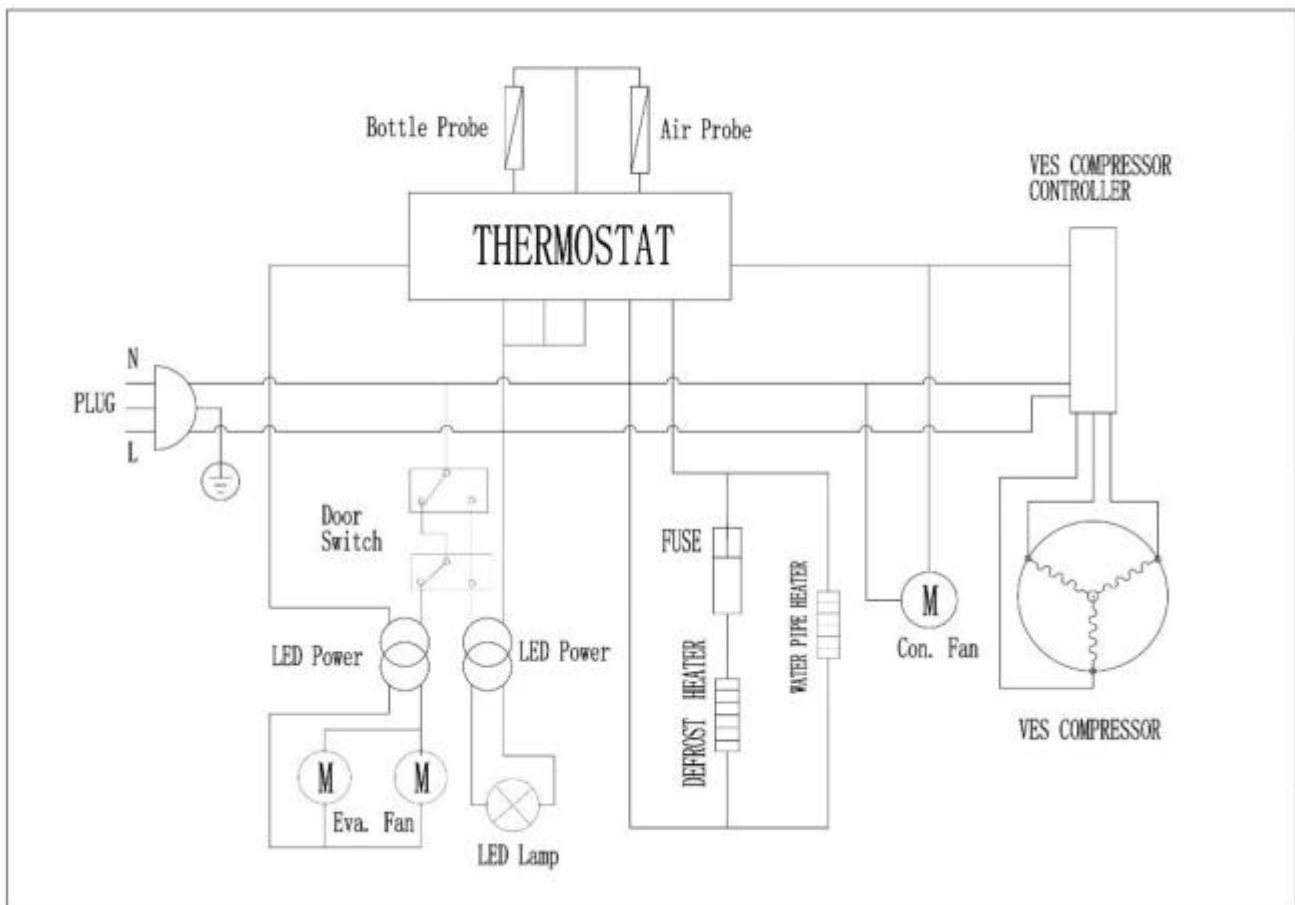 Bottle Probe
Air Probe
VES COMPRESSOR
CONTROLLER
THERMOSTAT
N
PLUG
L
Door
Switch
FUSE
WATER PIPE HEATER
M
Con. Fan
LED Power
LED Power
DEFROST HEATER
VES COMPRESSOR
M
M
Eva. Fan
LED Lamp